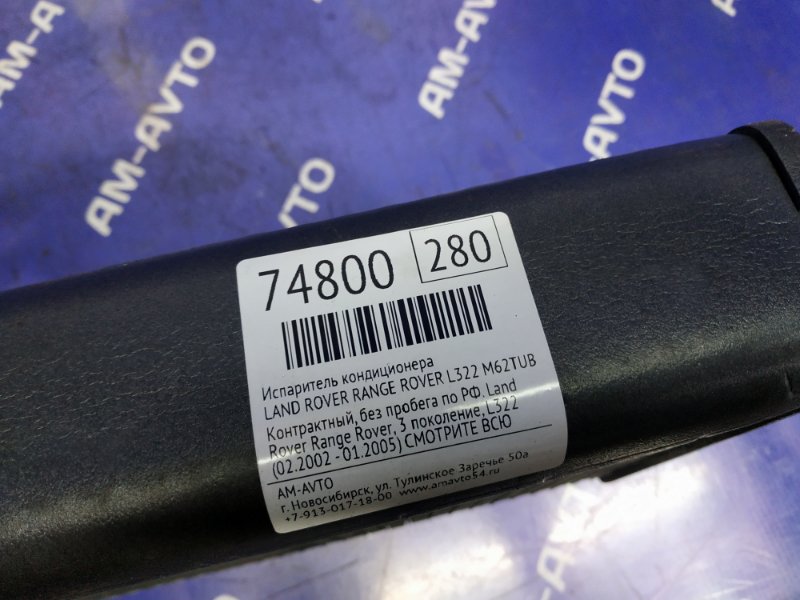 AM-AVTO
AM-AVTO
AM-AVTO
AM-AVTO
74800 280
Испаритель кондиционера
LAND ROVER RANGE ROVER L322 M62TUB
Контрактный, без пробега по РФ. Land
Rover Range Rover, 3 поколение, L322
(02.2002 - 01.2005) СМОТРИТЕ ВСЮ
АМ-АВТО
г. Новосибирск, ул. Тулинское Заречье 50а
+7-913-017-18-00 www.amavto54.ru